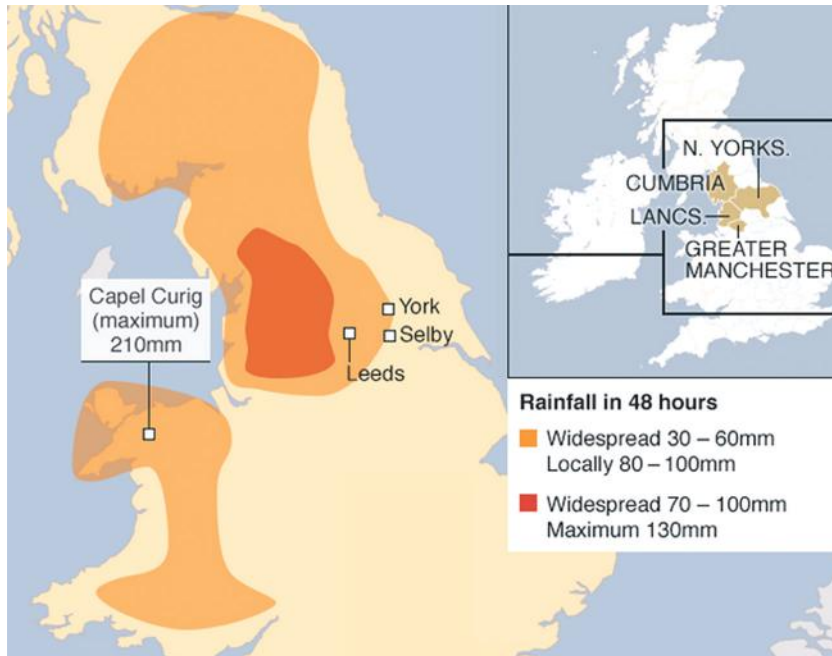 N. YORKS.
CUMBRIA
LANCS.
GREATER
MANCHESTER
Capel Curig
(maximum)
210mm
York
Selby
Leeds
Rainfall in 48 hours
Widespread 30 – 60mm
Locally 80 – 100mm
Widespread 70 – 100mm
Maximum 130mm